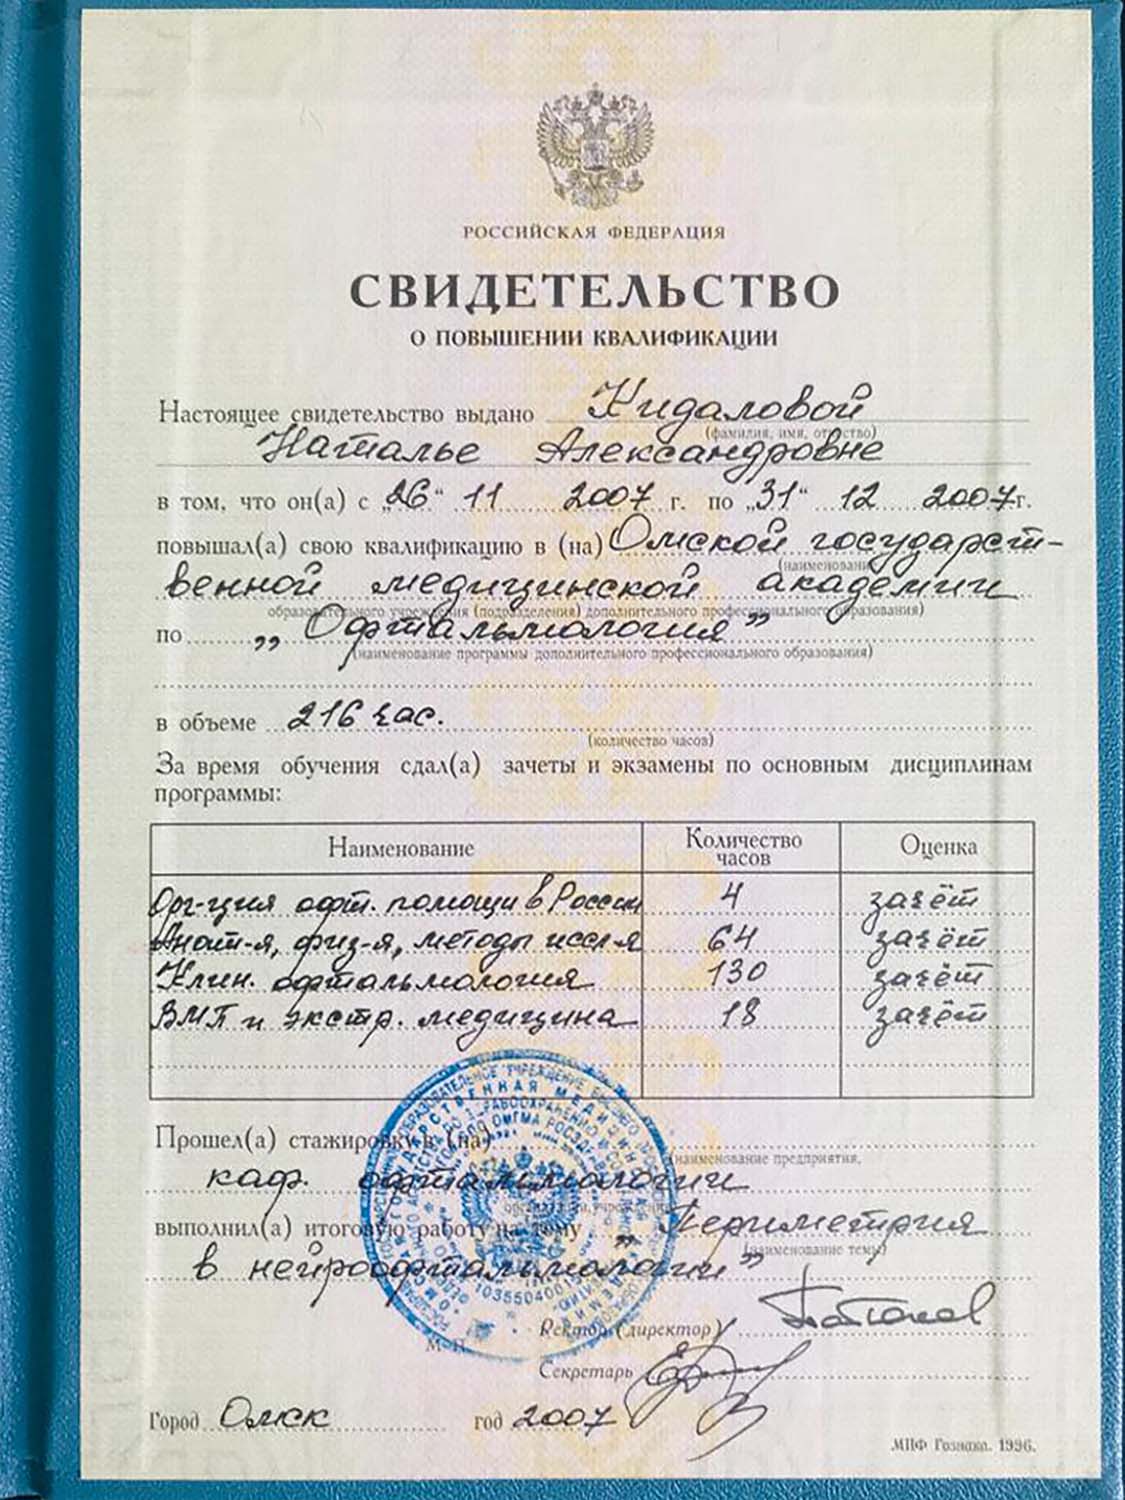 РОССИЙСКАЯ ФЕДЕРАЦИЯ
СВИДЕТЕЛЬСТВО
О ПОВЫШЕНИИ КВАЛИФИКАЦИИ
Настоящее свидетельство выдано Кидаловой
(фамилия, имя, отчество)
Наталье Александровне
в том, что он(а) с „26“ 11 2007 г. по „31“ 12 2007 г.
повышал(а) свою квалификацию в (на) Омской государст-
(наименование
венной медицинской академии
образовательного учреждения (подразделения) дополнительного профессионального образования)
по „Офтальмология”
(наименование программы дополнительного профессионального образования)
в объеме 216 час.
(количество часов)
За время обучения сдал(а) зачеты и экзамены по основным дисциплинам
программы:
Наименование Количество часов Оценка
Орг-ция офт. помощи в России 4 зачёт
Анат-я, физ-я, методы иссл-я 64 зачёт
Клин. офтальмология 130 зачёт
ВМП и экстр. медицина 18 зачёт
Прошел(а) стажировку в (на)
(наименование предприятия,
каф. офтальмологии
организации, учреждения)
выполнил(а) итоговую работу на тему „Периметрия
(наименование темы)
в нейроофтальмологии”
Ректор (директор)
М П
Секретарь
Город Омск год 2007
МПФ Гознака. 1996.